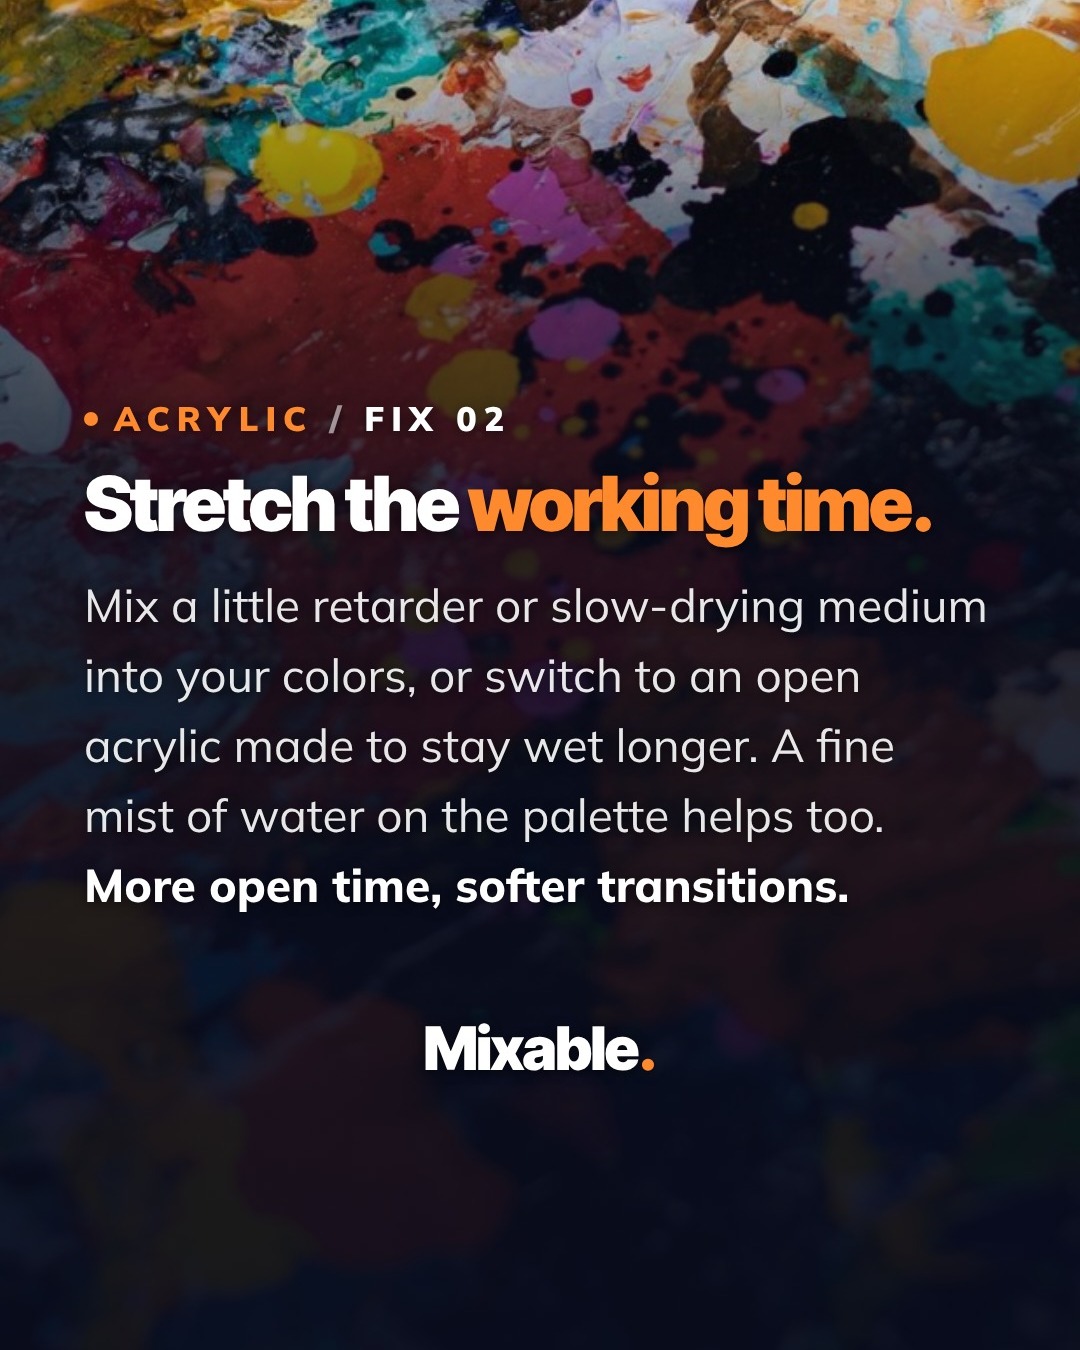 • ACRYLIC / FIX 02
Stretch the working time.
Mix a little retarder or slow-drying medium
into your colors, or switch to an open
acrylic made to stay wet longer. A fine
mist of water on the palette helps too.
More open time, softer transitions.
Mixable.